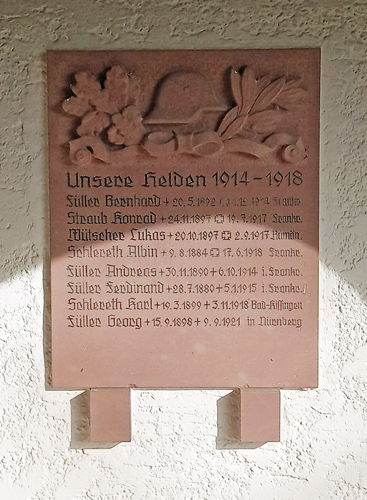 Unsere Helden 1914-1918
Füller Bernhard + 20.5.1892 1914
Straub Konrad + 24.11.1897 ✠ 19.7.1917 Frankr.
Mütscher Lukas + 20.10.1897 ✠ 2.9.1917 Rumän.
Schlereth Albin + 9.8.1884 ✠ 17.6.1918 Frankr.
Füller Andreas + 30.11.1890 + 6.10.1914 i. Frankr.
Füller Ferdinand + 28.7.1880 + 5.1.1915 i. Frankr.
Schlereth Karl + 19.3.1899 + 3.11.1918 Bad-Kissingen
Füller Georg + 15.9.1898 + 9.9.1921 in Nürnberg